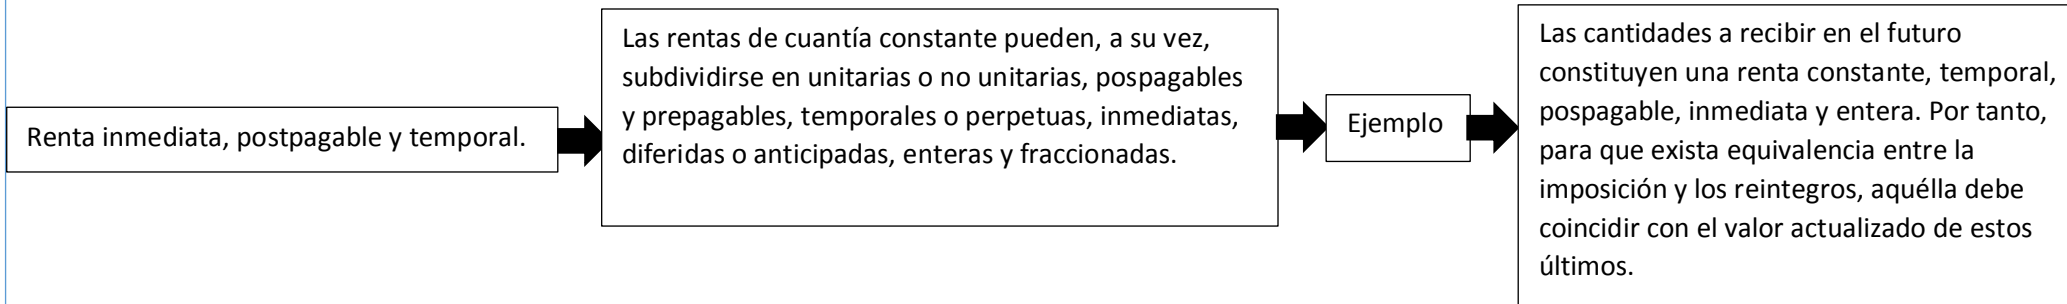 Renta inmediata, postpagable y temporal.
Las rentas de cuantía constante pueden, a su vez,
subdividirse en unitarias o no unitarias, pospagables
y prepagables, temporales o perpetuas, inmediatas,
diferidas o anticipadas, enteras y fraccionadas.
Ejemplo
Las cantidades a recibir en el futuro
constituyen una renta constante, temporal,
pospagable, inmediata y entera. Por tanto,
para que exista equivalencia entre la
imposición y los reintegros, aquélla debe
coincidir con el valor actualizado de estos
últimos.